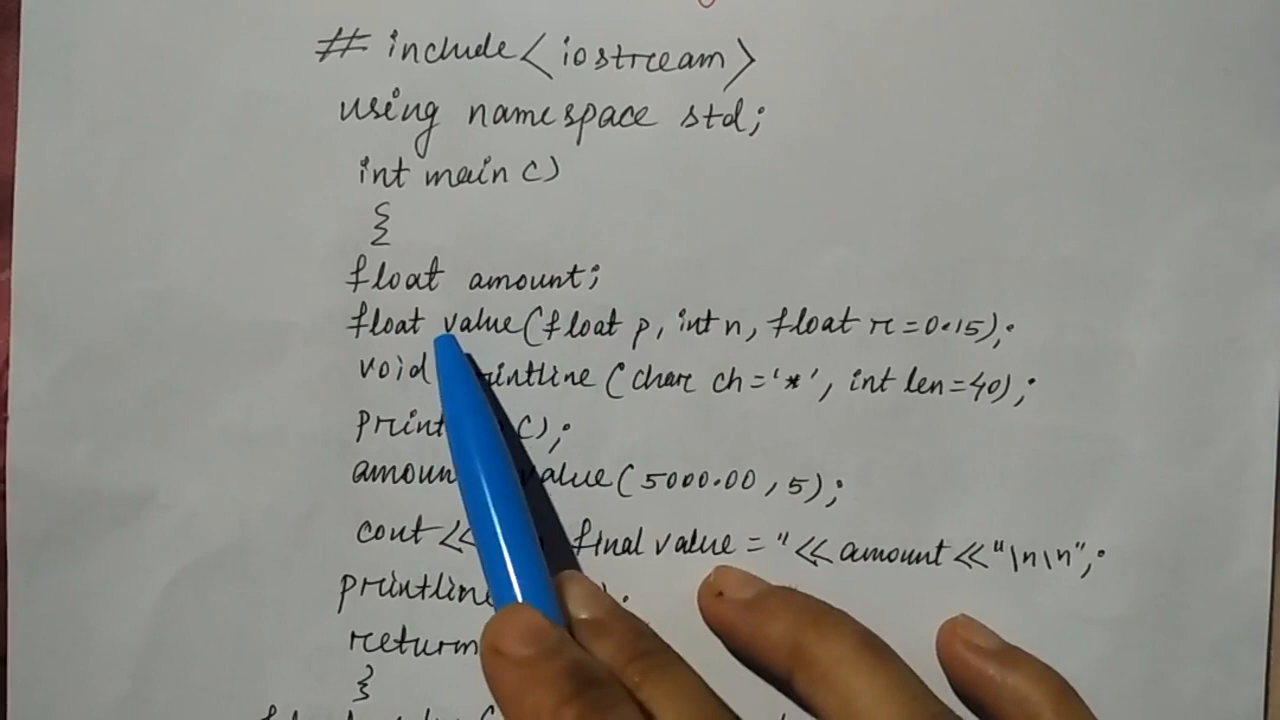 # include<iostream>
using namespace std;
int main()
{
float amount;
float value(float p, int n, float r=0.15);
void printline (char ch='*', int len=40);
print ();
amoun value(5000.00, 5);
cout<< final value = "<<amount<<"\n\n";
printline ;
return
}